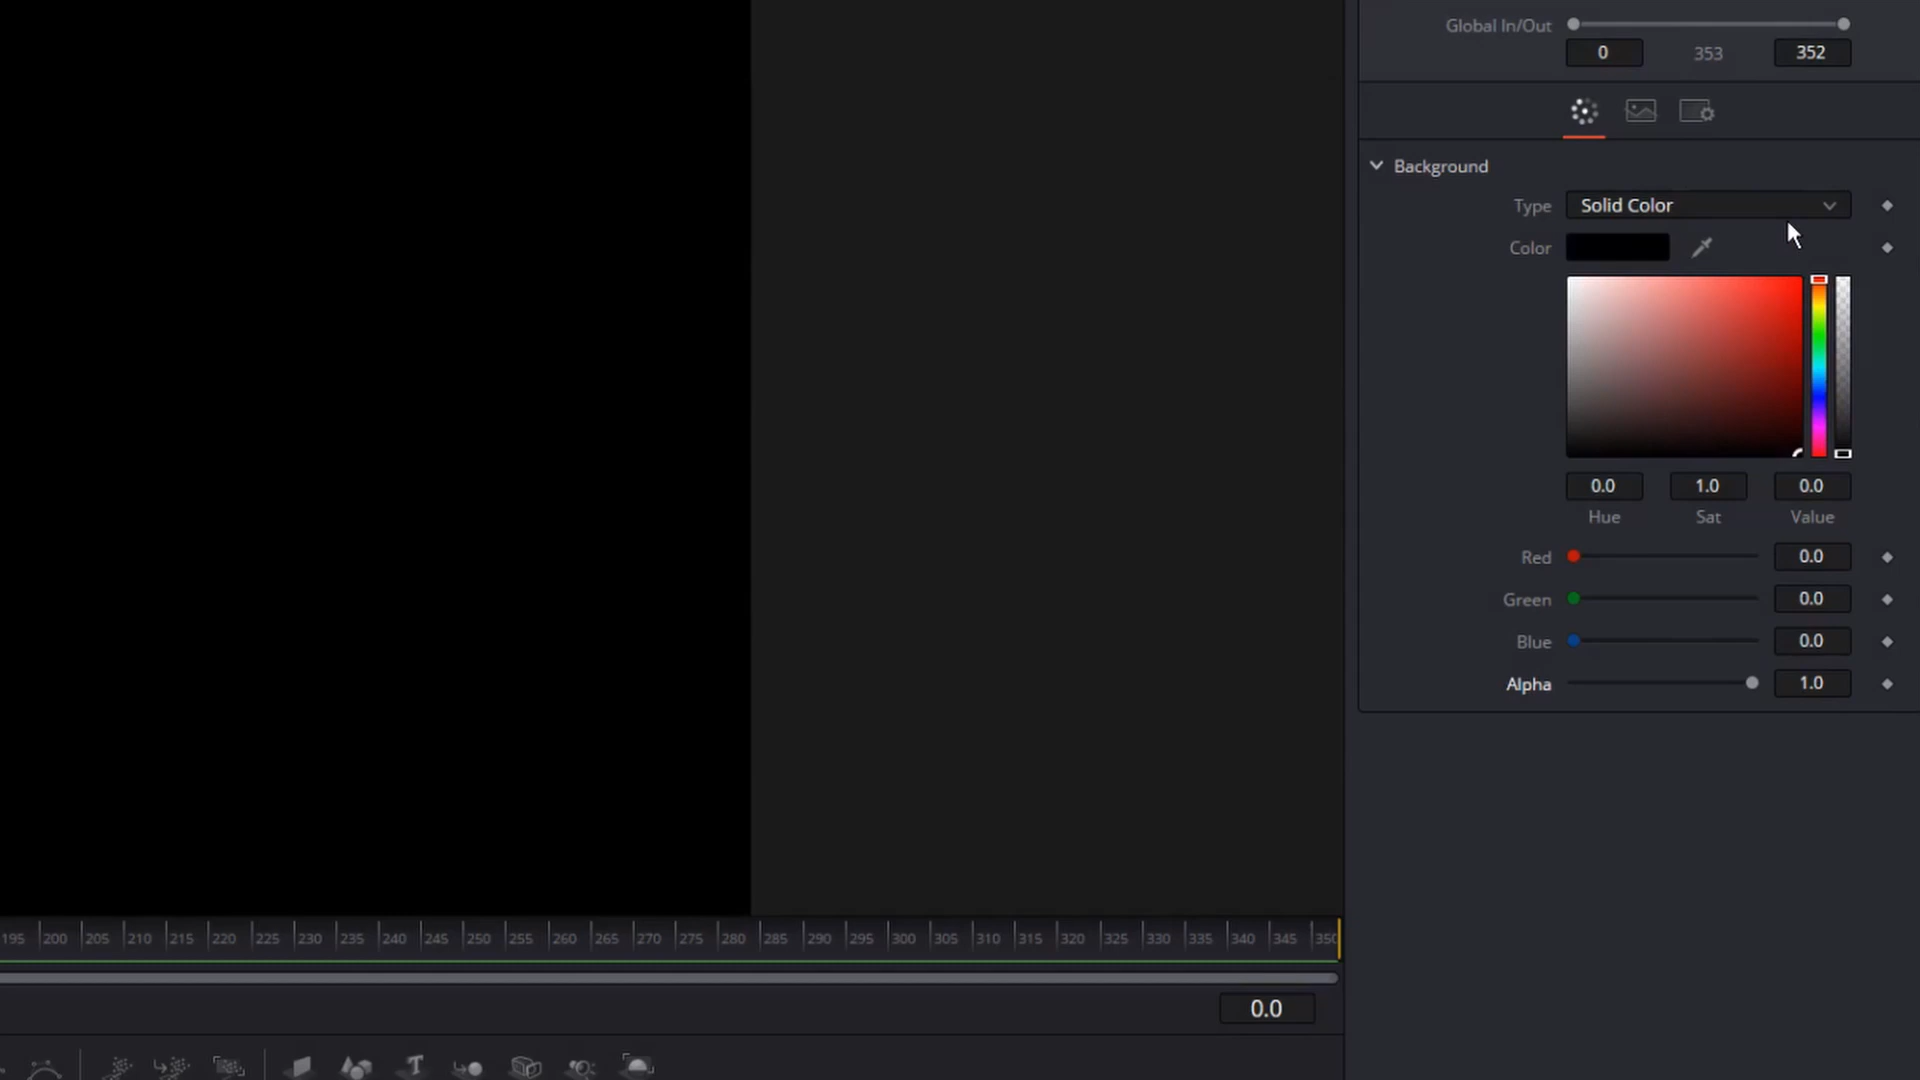 Global In/Out
0 353 352
Background
Type Solid Color
Color
0.0 1.0 0.0
Hue Sat Value
Red 0.0
Green 0.0
Blue 0.0
Alpha 1.0
195 200 205 210 215 220 225 230 235 240 245 250 255 260 265 270 275 280 285 290 295 300 305 310 315 320 325 330 335 340 345 350
0.0
T